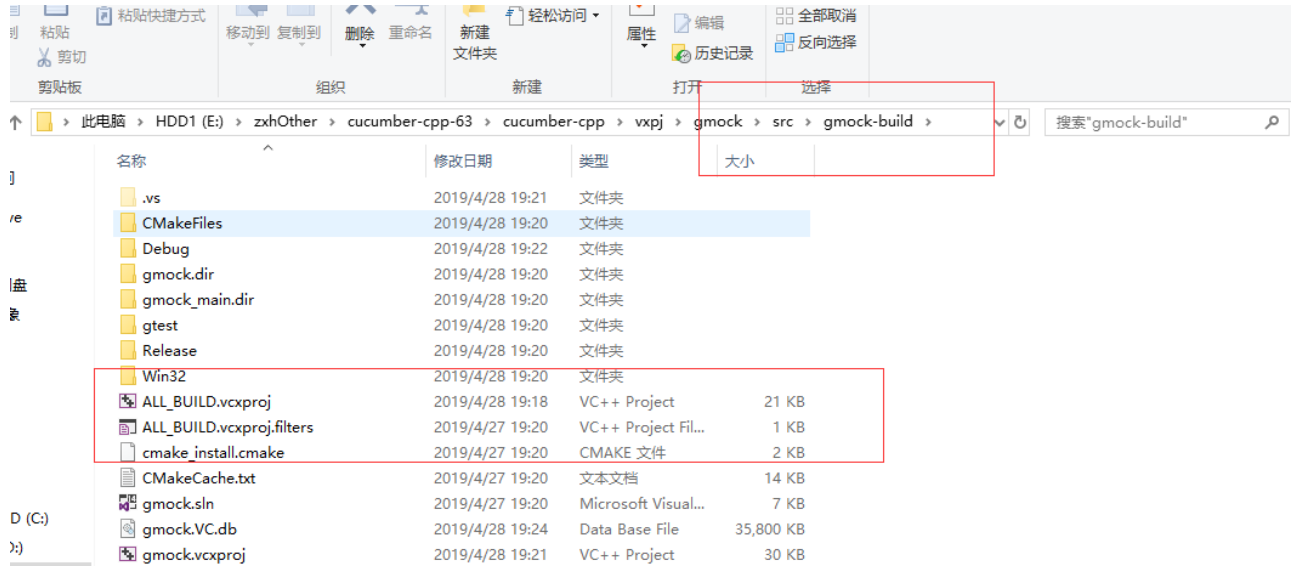 粘贴快捷方式 轻松访问 编辑 全部取消
粘贴 移动到 复制到 删除 重命名 新建 属性
剪切 文件夹 历史记录 反向选择
剪贴板 组织 新建 打开 选择
此电脑 > HDD1 (E:) > zxhOther > cucumber-cpp-63 > cucumber-cpp > vxpj > gmock > src > gmock-build > 搜索"gmock-build"
名称 修改日期 类型 大小
.vs 2019/4/28 19:21 文件夹
CMakeFiles 2019/4/28 19:20 文件夹
Debug 2019/4/28 19:22 文件夹
gmock.dir 2019/4/28 19:20 文件夹
gmock_main.dir 2019/4/28 19:20 文件夹
gtest 2019/4/28 19:20 文件夹
Release 2019/4/28 19:20 文件夹
Win32 2019/4/28 19:20 文件夹
ALL_BUILD.vcxproj 2019/4/28 19:18 VC++ Project 21 KB
ALL_BUILD.vcxproj.filters 2019/4/27 19:20 VC++ Project Fil... 1 KB
cmake_install.cmake 2019/4/27 19:20 CMAKE 文件 2 KB
CMakeCache.txt 2019/4/27 19:20 文本文档 14 KB
gmock.sln 2019/4/27 19:20 Microsoft Visual... 7 KB
D (C:) gmock.VC.db 2019/4/28 19:24 Data Base File 35,800 KB
:) gmock.vcxproj 2019/4/28 19:21 VC++ Project 30 KB